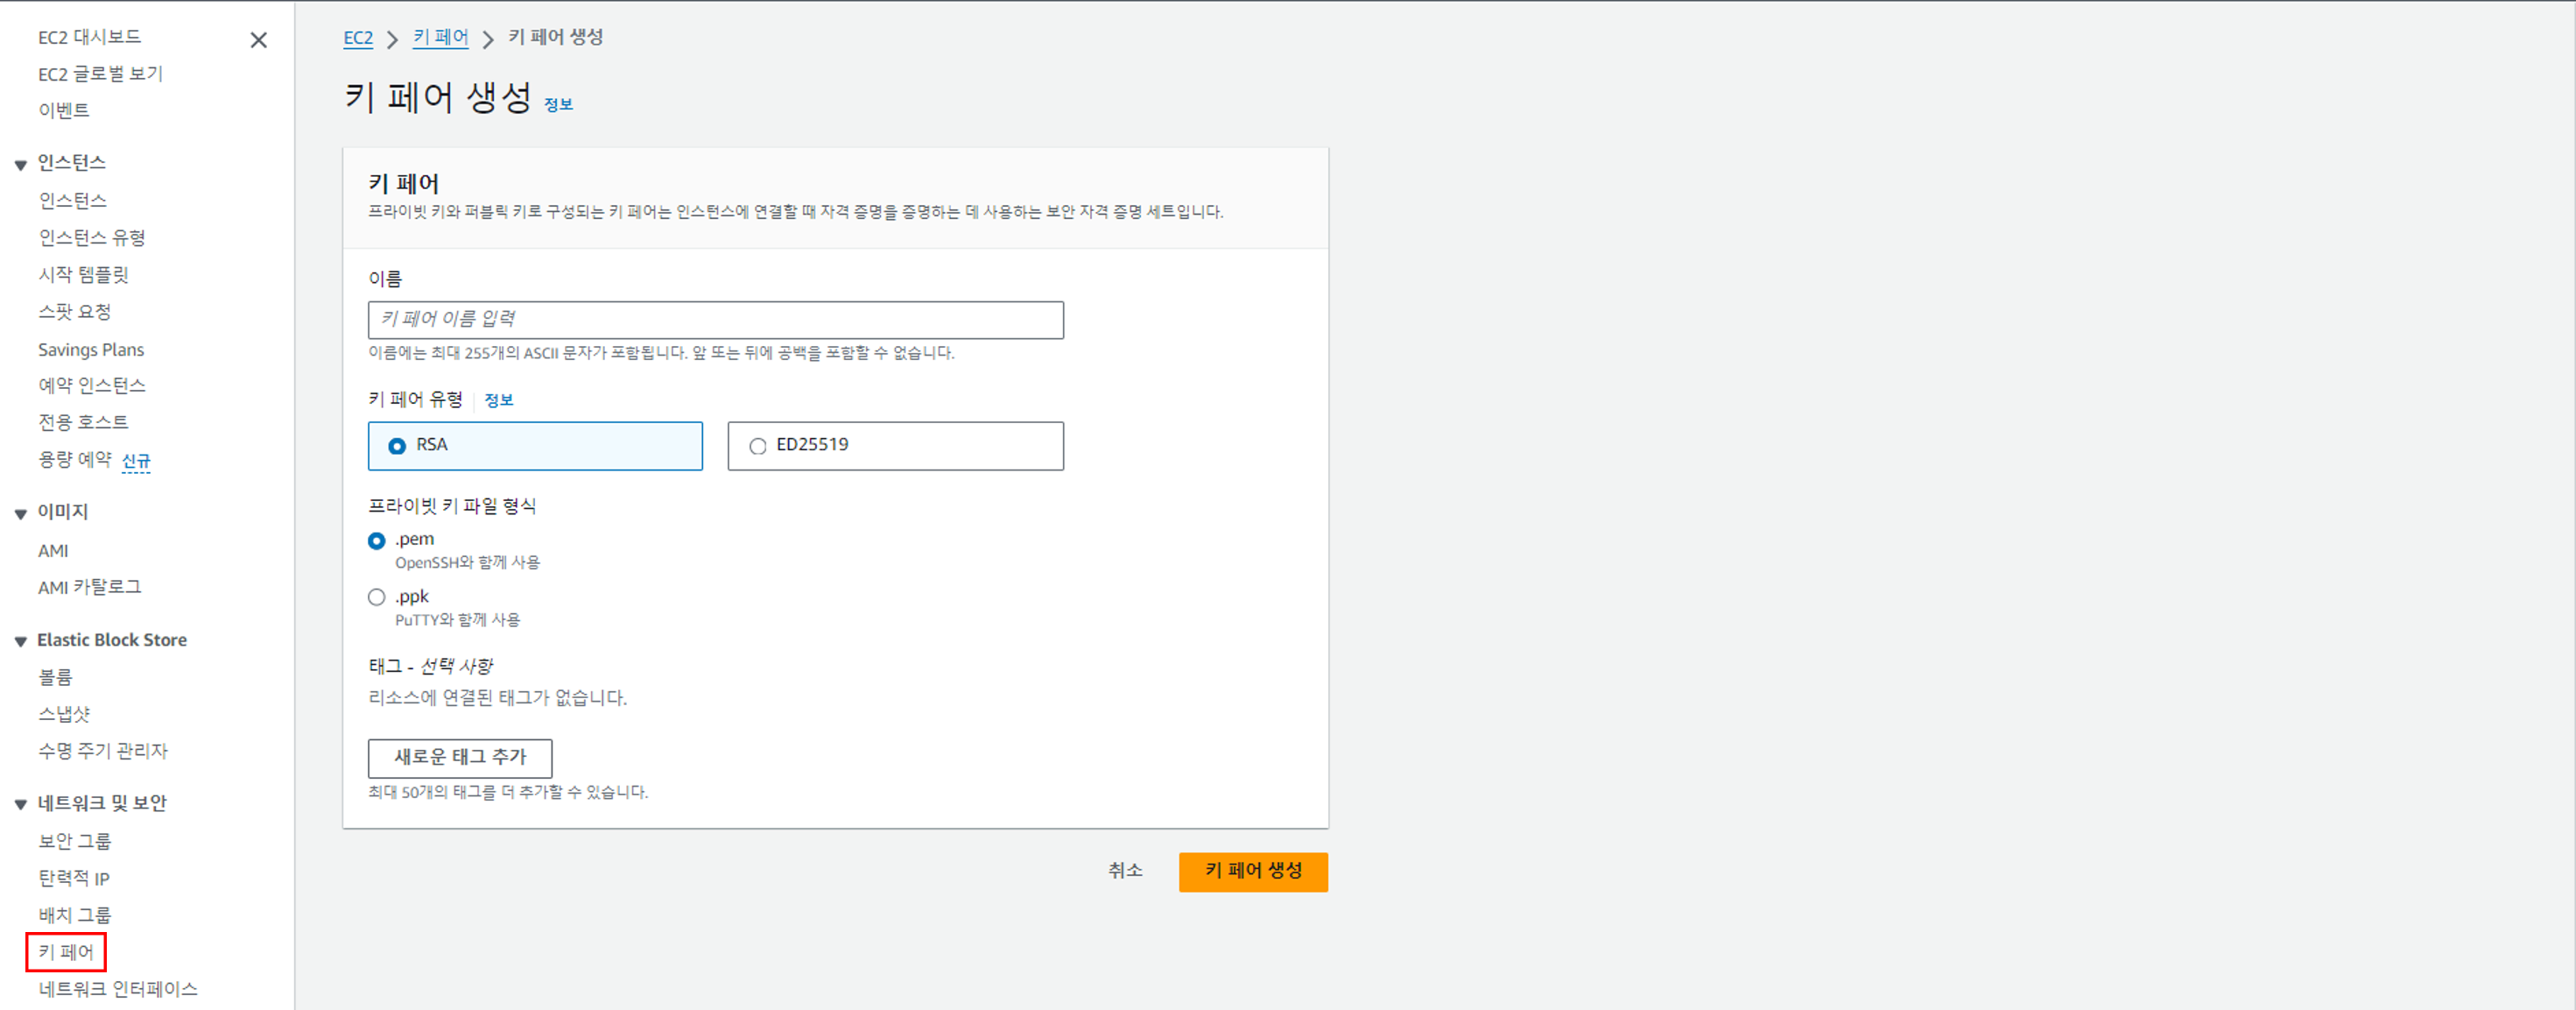 EC2 대시보드
EC2 글로벌 보기
이벤트
인스턴스
인스턴스
인스턴스 유형
시작 템플릿
스팟 요청
Savings Plans
예약 인스턴스
전용 호스트
용량 예약 신규
이미지
AMI
AMI 카탈로그
Elastic Block Store
볼륨
스냅샷
수명 주기 관리자
네트워크 및 보안
보안 그룹
탄력적 IP
배치 그룹
키 페어
네트워크 인터페이스
EC2 > 키 페어 > 키 페어 생성
키 페어 생성 정보
키 페어
프라이빗 키와 퍼블릭 키로 구성되는 키 페어는 인스턴스에 연결할 때 자격 증명을 증명하는 데 사용하는 보안 자격 증명 세트입니다.
이름
키 페어 이름 입력
이름에는 최대 255개의 ASCII 문자가 포함됩니다. 앞 또는 뒤에 공백을 포함할 수 없습니다.
키 페어 유형 정보
RSA
ED25519
프라이빗 키 파일 형식
.pem
OpenSSH와 함께 사용
.ppk
PuTTY와 함께 사용
태그 - 선택 사항
리소스에 연결된 태그가 없습니다.
새로운 태그 추가
최대 50개의 태그를 더 추가할 수 있습니다.
취소
키 페어 생성